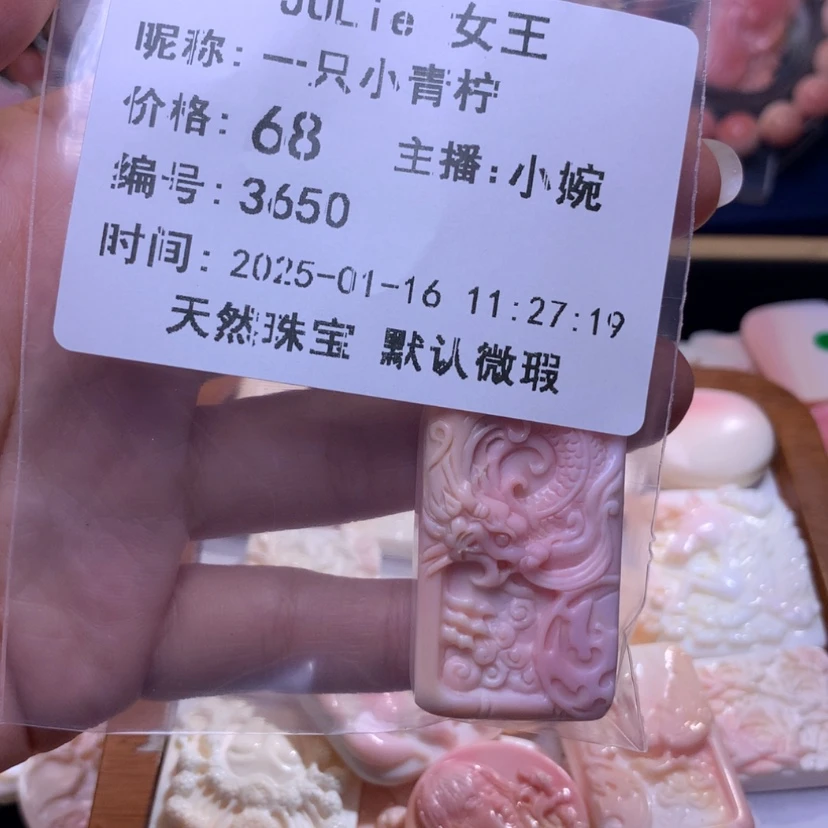 JULie 女王
昵称: 一只小青柠
价格: 68 主播:小婉
编号: 3650
时间: 2025-01-16 11:27:19
天然珠宝 默认微瑕